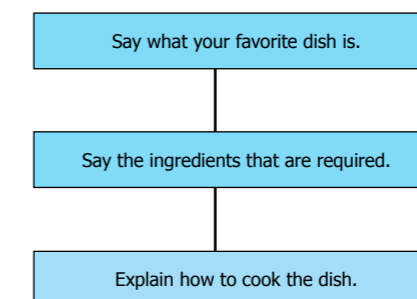 Say what your favorite dish is.
Say the ingredients that are required.
Explain how to cook the dish.